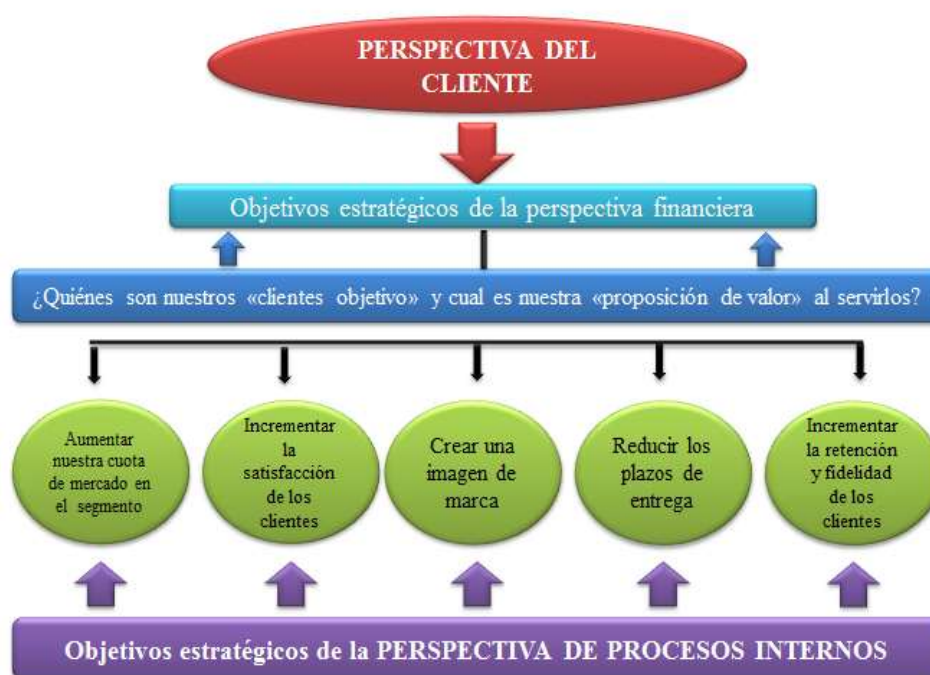 PERSPECTIVA DEL
CLIENTE
Objetivos estratégicos de la perspectiva financiera
¿Quiénes son nuestros «clientes objetivo» y cual es nuestra «proposición de valor» al servirlos?
Aumentar
nuestra cuota
de mercado en
el segmento
Incrementar
la
satisfacción
de los
clientes
Crear una
imagen de
marca
Reducir los
plazos de
entrega
Incrementar
la retención
y fidelidad
de los
clientes
Objetivos estratégicos de la PERSPECTIVA DE PROCESOS INTERNOS